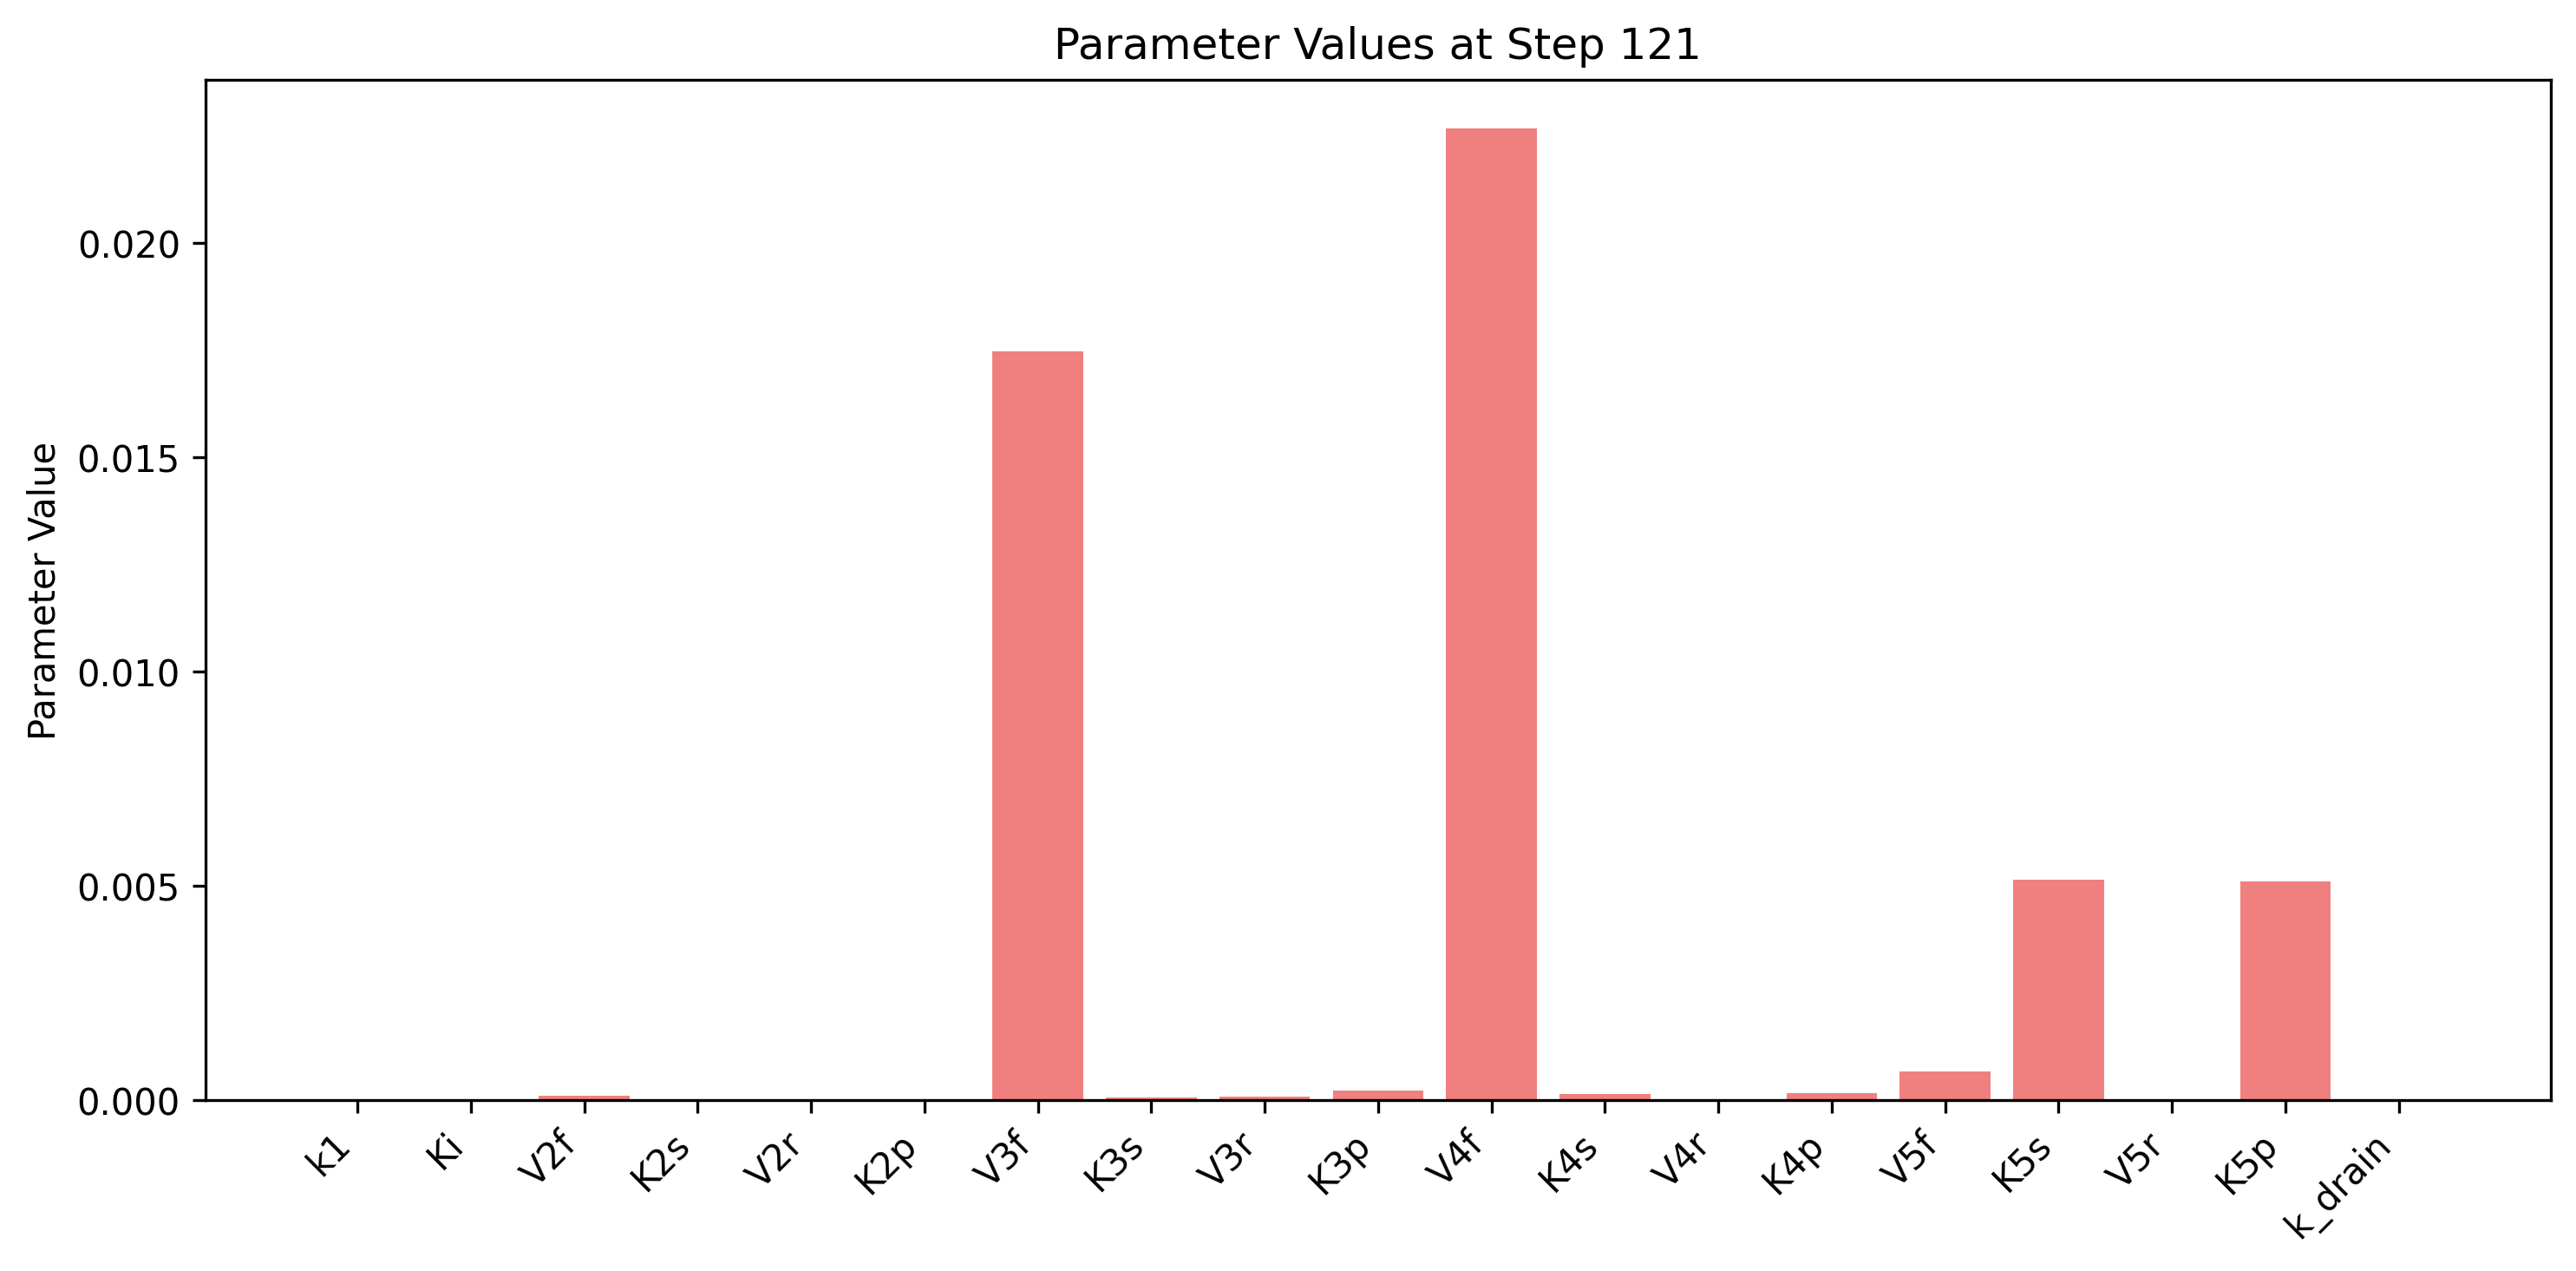 Parameter Values at Step 121
Parameter Value
0.020
0.015
0.010
0.005
0.000
k1
Ki
V2f
K2s
V2r
K2p
V3f
K3s
V3r
K3p
V4f
K4s
V4r
K4p
V5f
K5s
V5r
K5p
k_drain